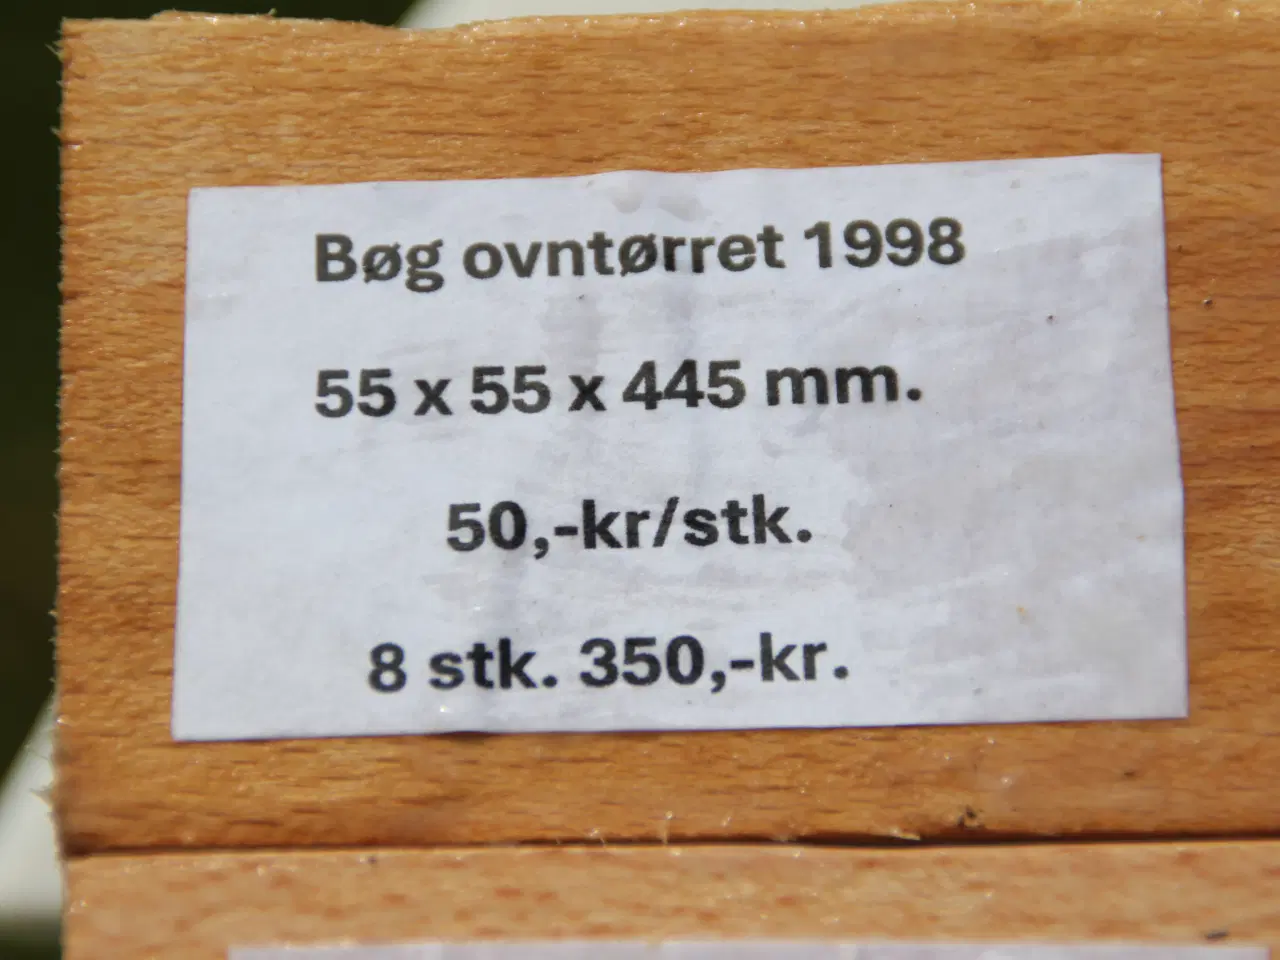 Bøg ovntørret 1998
55 x 55 x 445 mm.
50,-kr/stk.
8 stk. 350,-kr.